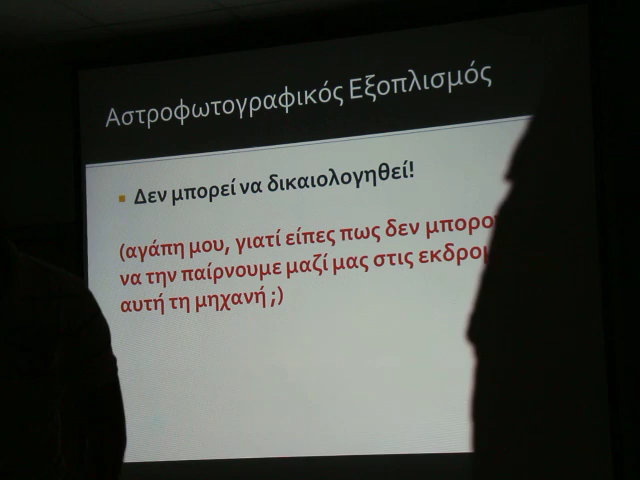 Αστροφωτογραφικός Εξοπλισμός
Δεν μπορεί να δικαιολογηθεί!
(αγάπη μου, γιατί είπες πως δεν
να την παίρνουμε μαζί μας στις
αυτή τη μηχανή ;)